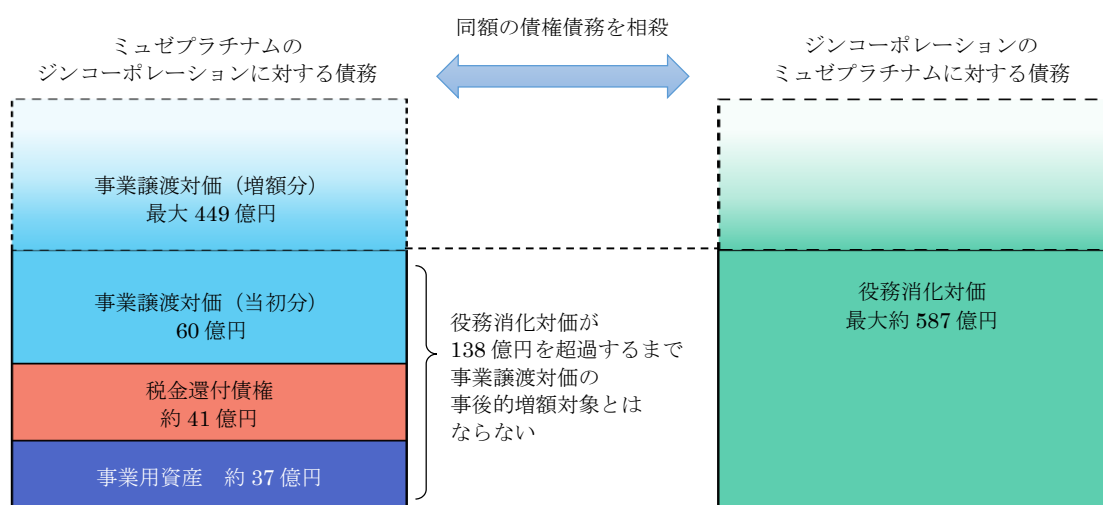 同額の債権債務を相殺
ミュゼプラチナムの
ジンコーポレーションに対する債務
ジンコーポレーションの
ミュゼプラチナムに対する債務
事業譲渡対価（増額分）
最大 449 億円
事業譲渡対価（当初分）
60 億円
税金還付債権
約 41 億円
事業用資産　約 37 億円
役務消化対価が
138 億円を超過するまで
事業譲渡対価の
事後的増額対象とは
ならない
役務消化対価
最大約 587 億円